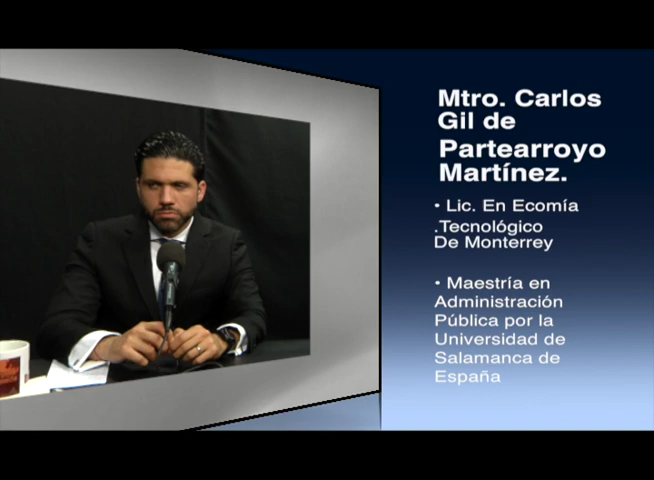 Mtro. Carlos
Gil de
Partearroyo
Martínez.
• Lic. En Ecomía
.Tecnológico
De Monterrey
• Maestría en
Administración
Pública por la
Universidad de
Salamanca de
España